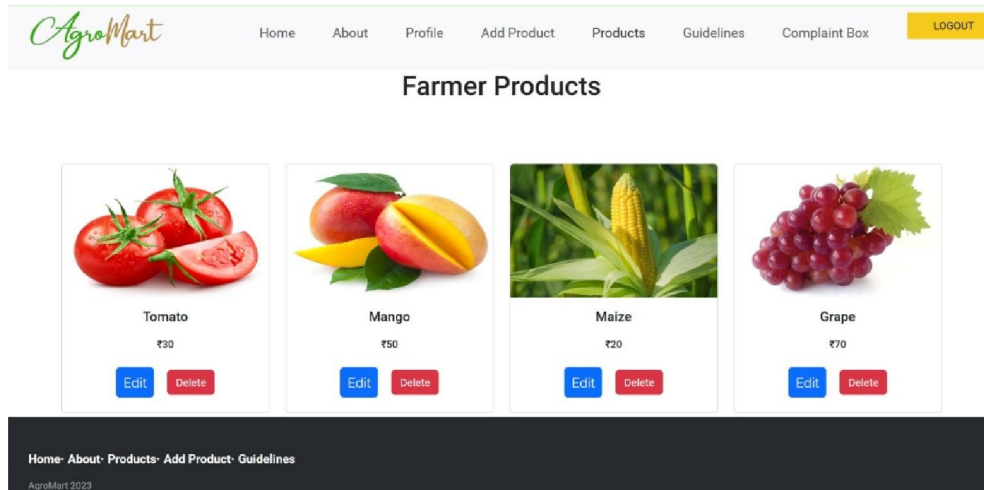 AgroMart
Home About Profile Add Product Products Guidelines Complaint Box LOGOUT
Farmer Products
Tomato Mango Maize Grape
₹30 ₹50 ₹20 ₹70
Edit Delete Edit Delete Edit Delete Edit Delete
Home· About· Products· Add Product· Guidelines
AgroMart 2023